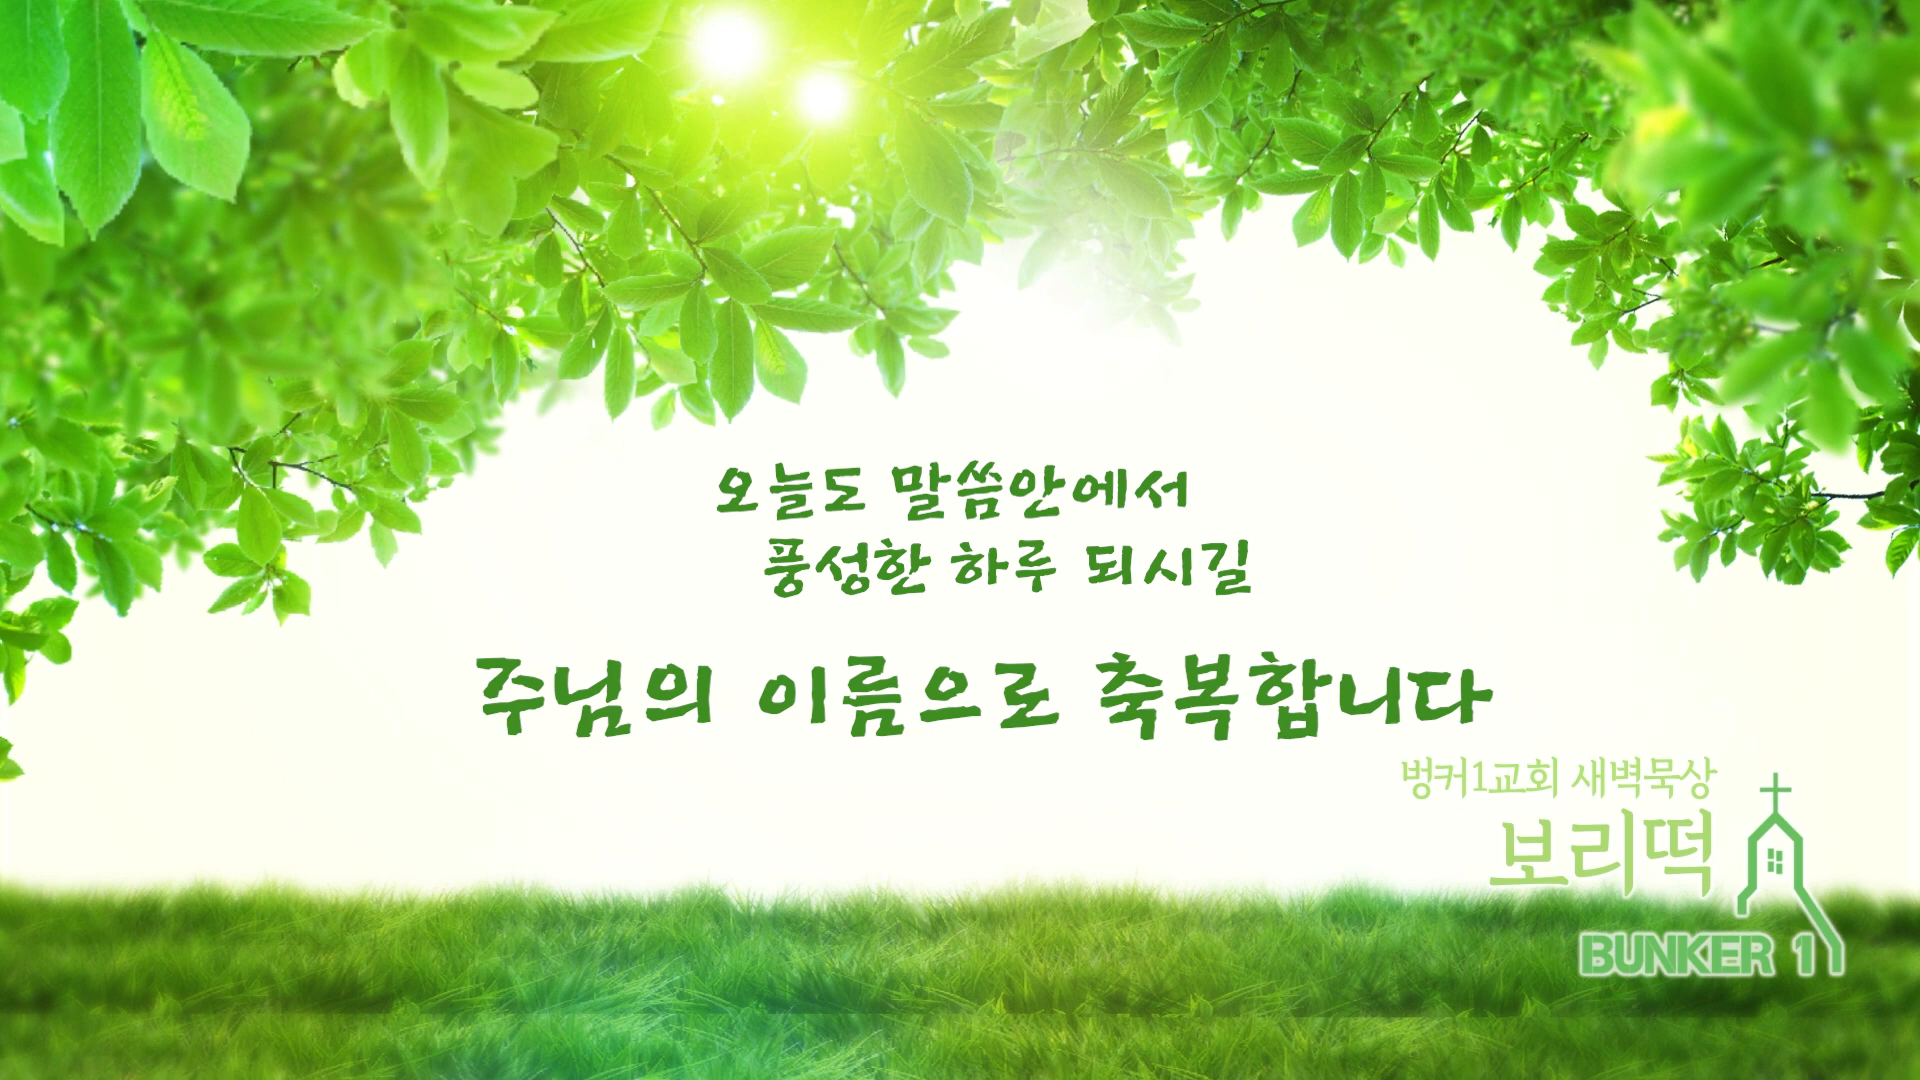 오늘도 말씀안에서
풍성한 하루 되시길
주님의 이름으로 축복합니다
벙커1교회 새벽묵상
보리떡
BUNKER 1